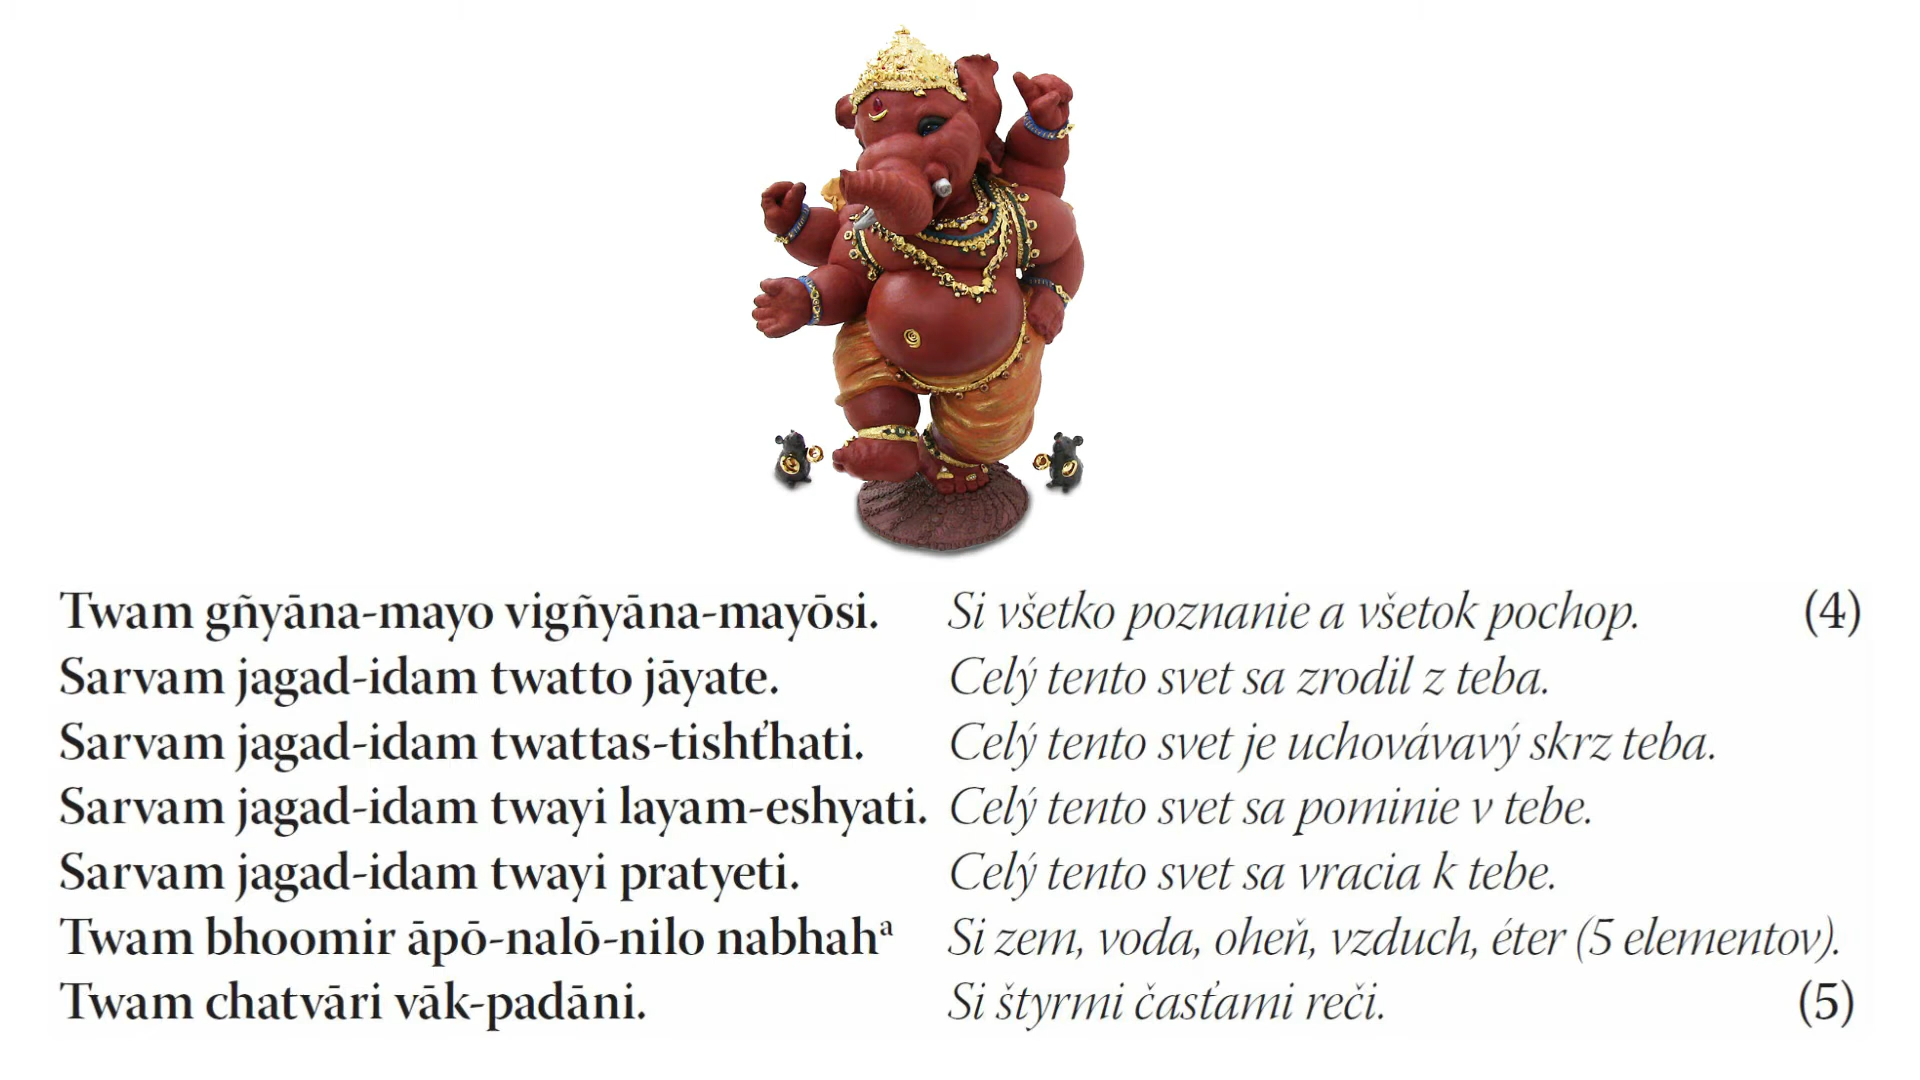 Twam gñyāna-mayo vigñyāna-mayōsi. Si všetko poznanie a všetok pochop. (4)
Sarvam jagad-idam twatto jāyate. Celý tento svet sa zrodil z teba.
Sarvam jagad-idam twattas-tishťhati. Celý tento svet je uchovávavý skrz teba.
Sarvam jagad-idam twayi layam-eshyati. Celý tento svet sa pominie v tebe.
Sarvam jagad-idam twayi pratyeti. Celý tento svet sa vracia k tebe.
Twam bhoomir āpō-nalō-nilo nabhahᵃ Si zem, voda, oheň, vzduch, éter (5 elementov).
Twam chatvāri vāk-padāni. Si štyrmi časťami reči. (5)